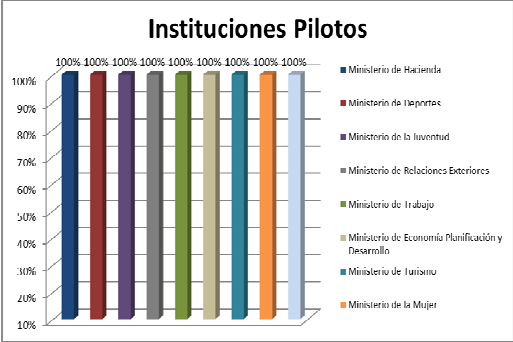 Instituciones Pilotos
100% 100% 100% 100% 100% 100% 100% 100% 100%
100%
90%
80%
70%
60%
50%
40%
30%
20%
10%
Ministerio de Hacienda
Ministerio de Deportes
Ministerio de la Juventud
Ministerio de Relaciones Exteriores
Ministerio de Trabajo
Ministerio de Economía Planificación y
Desarrollo
Ministerio de Turismo
Ministerio de la Mujer